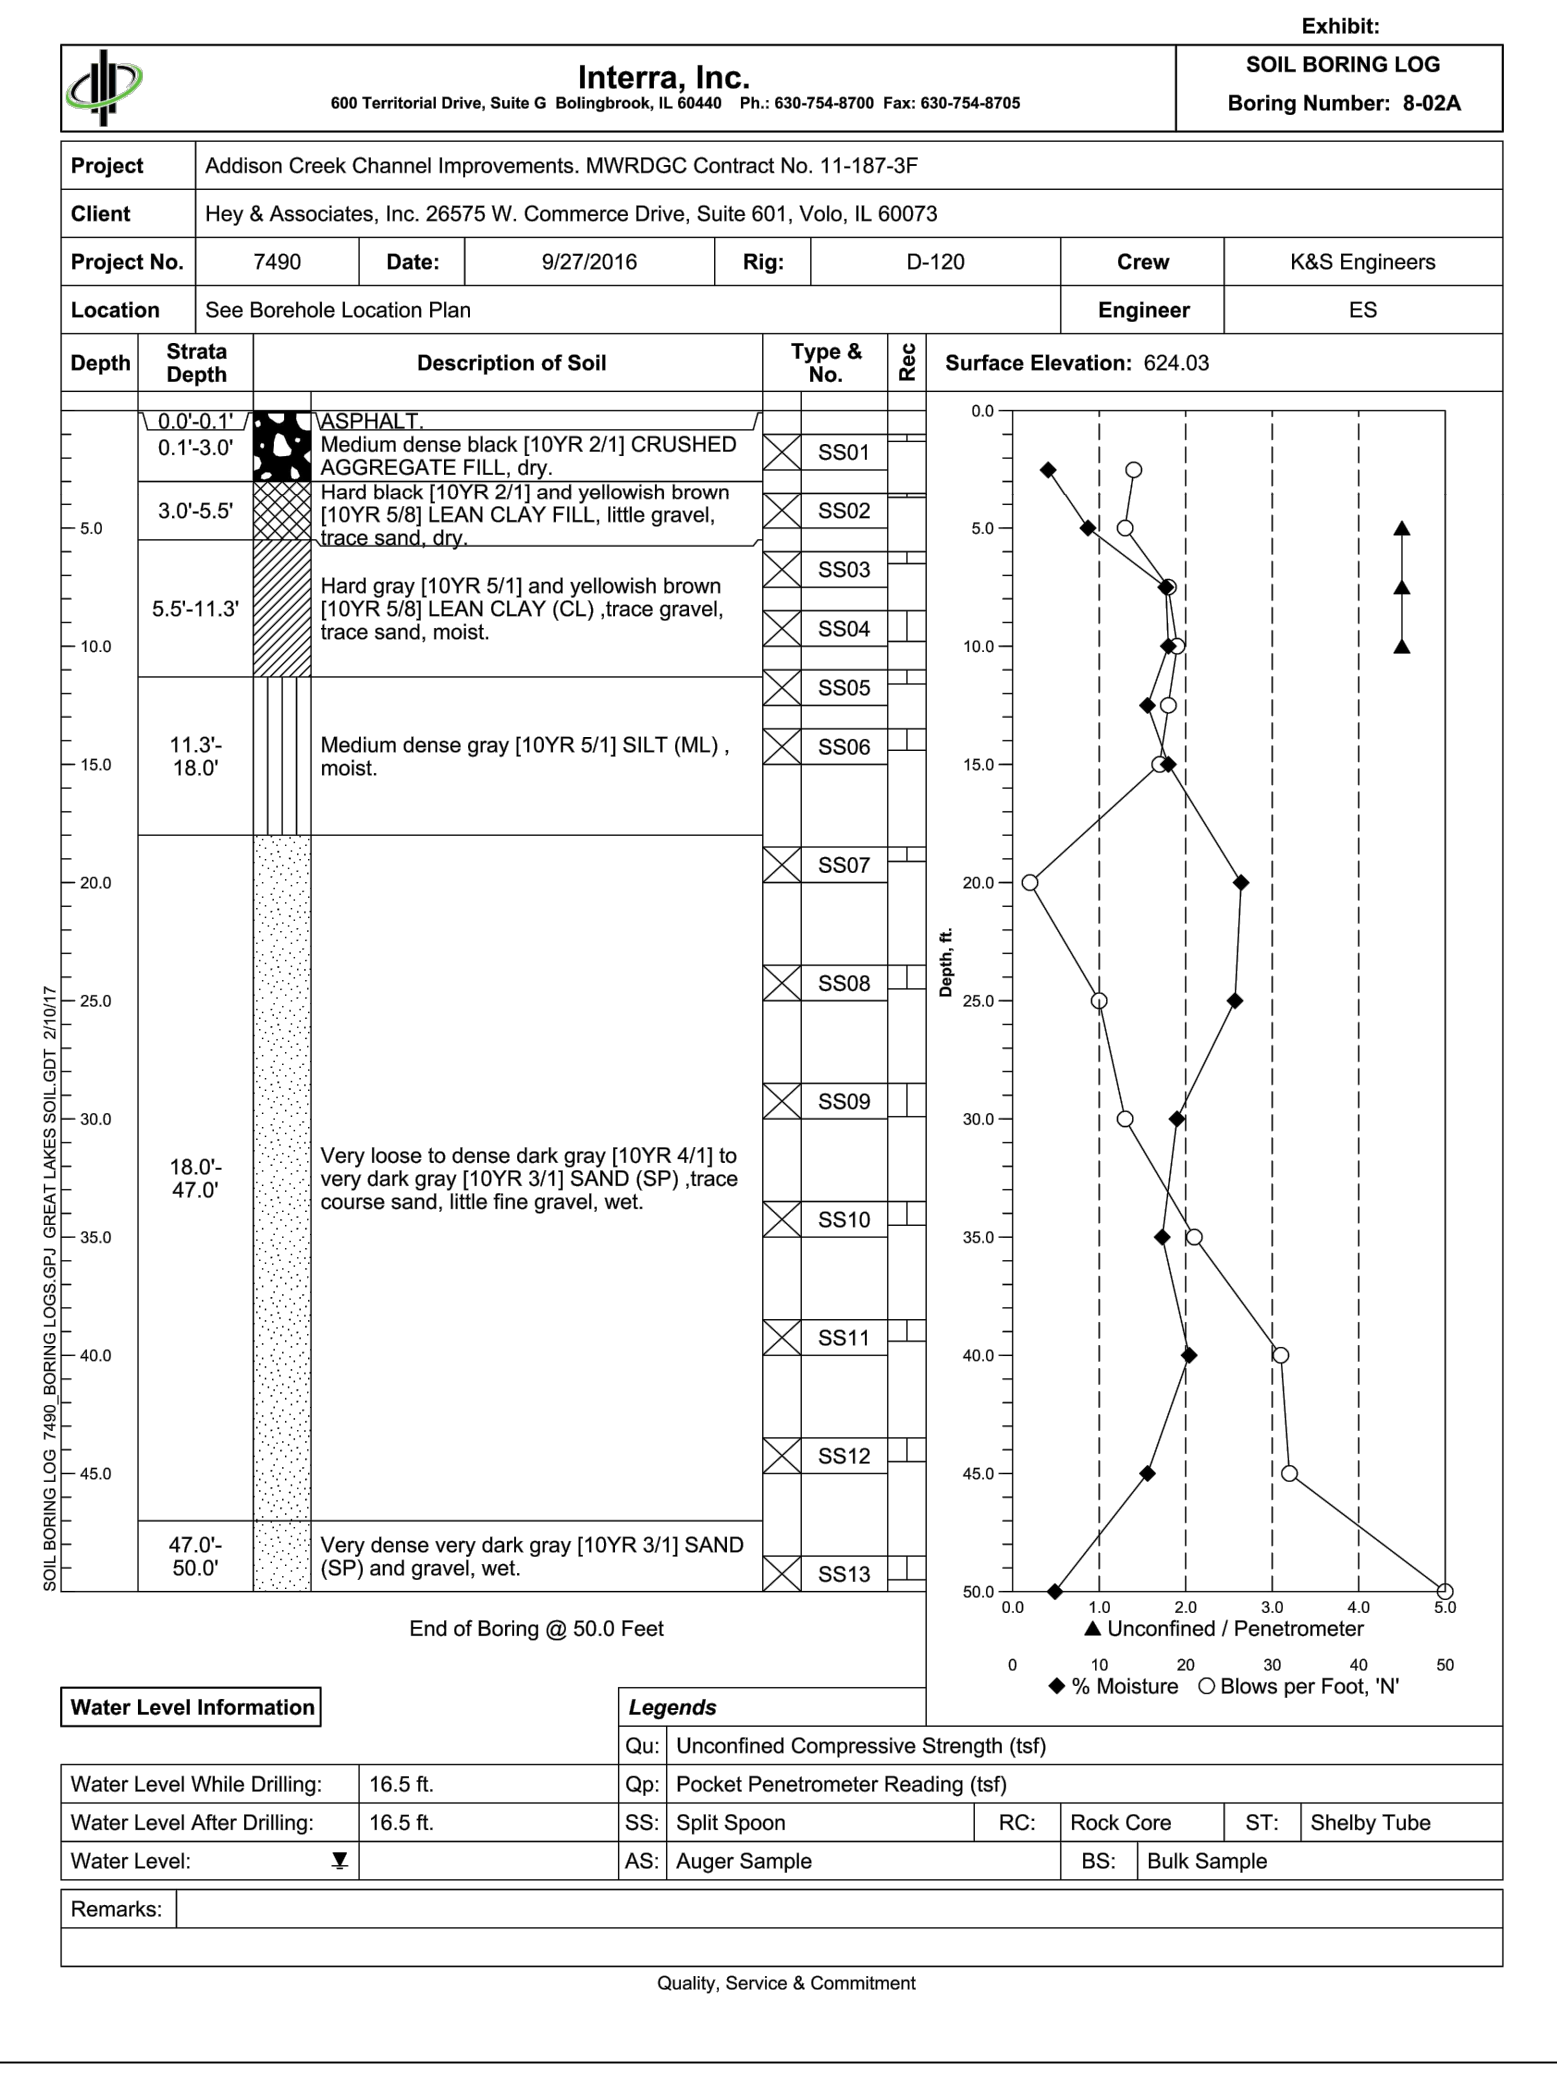 Exhibit:
Interra, Inc.
600 Territorial Drive, Suite G Bolingbrook, IL 60440 Ph.: 630-754-8700 Fax: 630-754-8705
SOIL BORING LOG
Boring Number: 8-02A
Project Addison Creek Channel Improvements. MWRDGC Contract No. 11-187-3F
Client Hey & Associates, Inc. 26575 W. Commerce Drive, Suite 601, Volo, IL 60073
Project No. 7490 Date: 9/27/2016 Rig: D-120 Crew K&S Engineers
Location See Borehole Location Plan Engineer ES
Depth Strata Depth Description of Soil Type & No. Rec Surface Elevation: 624.03
0.0'-0.1' ASPHALT.
0.1'-3.0' Medium dense black [10YR 2/1] CRUSHED
AGGREGATE FILL, dry.
SS01
3.0'-5.5' Hard black [10YR 2/1] and yellowish brown
[10YR 5/8] LEAN CLAY FILL, little gravel,
trace sand, dry.
SS02
5.0
SS03
5.5'-11.3' Hard gray [10YR 5/1] and yellowish brown
[10YR 5/8] LEAN CLAY (CL) ,trace gravel,
trace sand, moist.
SS04
10.0
SS05
11.3'-
18.0'
Medium dense gray [10YR 5/1] SILT (ML) ,
moist.
SS06
15.0
SS07
20.0
SS08
25.0
SS09
30.0
18.0'-
47.0'
Very loose to dense dark gray [10YR 4/1] to
very dark gray [10YR 3/1] SAND (SP) ,trace
course sand, little fine gravel, wet.
SS10
35.0
SS11
40.0
SS12
45.0
47.0'-
50.0'
Very dense very dark gray [10YR 3/1] SAND
(SP) and gravel, wet.
SS13
End of Boring @ 50.0 Feet
SOIL BORING LOG 7490_BORING LOGS.GPJ GREAT LAKES SOIL.GDT 2/10/17
Depth, ft.
0.0
5.0
10.0
15.0
20.0
25.0
30.0
35.0
40.0
45.0
50.0
0.0 1.0 2.0 3.0 4.0 5.0
▲ Unconfined / Penetrometer
0 10 20 30 40 50
◆ % Moisture ○ Blows per Foot, 'N'
Water Level Information
Legends
Qu: Unconfined Compressive Strength (tsf)
Water Level While Drilling: 16.5 ft. Qp: Pocket Penetrometer Reading (tsf)
Water Level After Drilling: 16.5 ft. SS: Split Spoon RC: Rock Core ST: Shelby Tube
Water Level: AS: Auger Sample BS: Bulk Sample
Remarks:
Quality, Service & Commitment